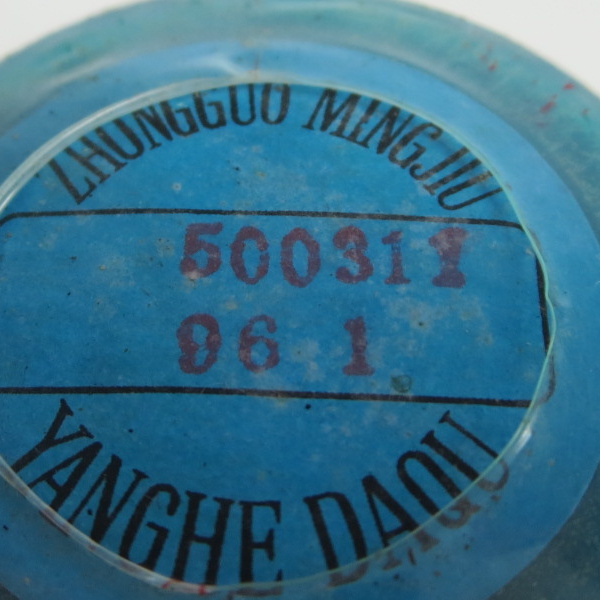 ZHONGGUO MINGJIU
500311
96 1
YANGHE DAQU